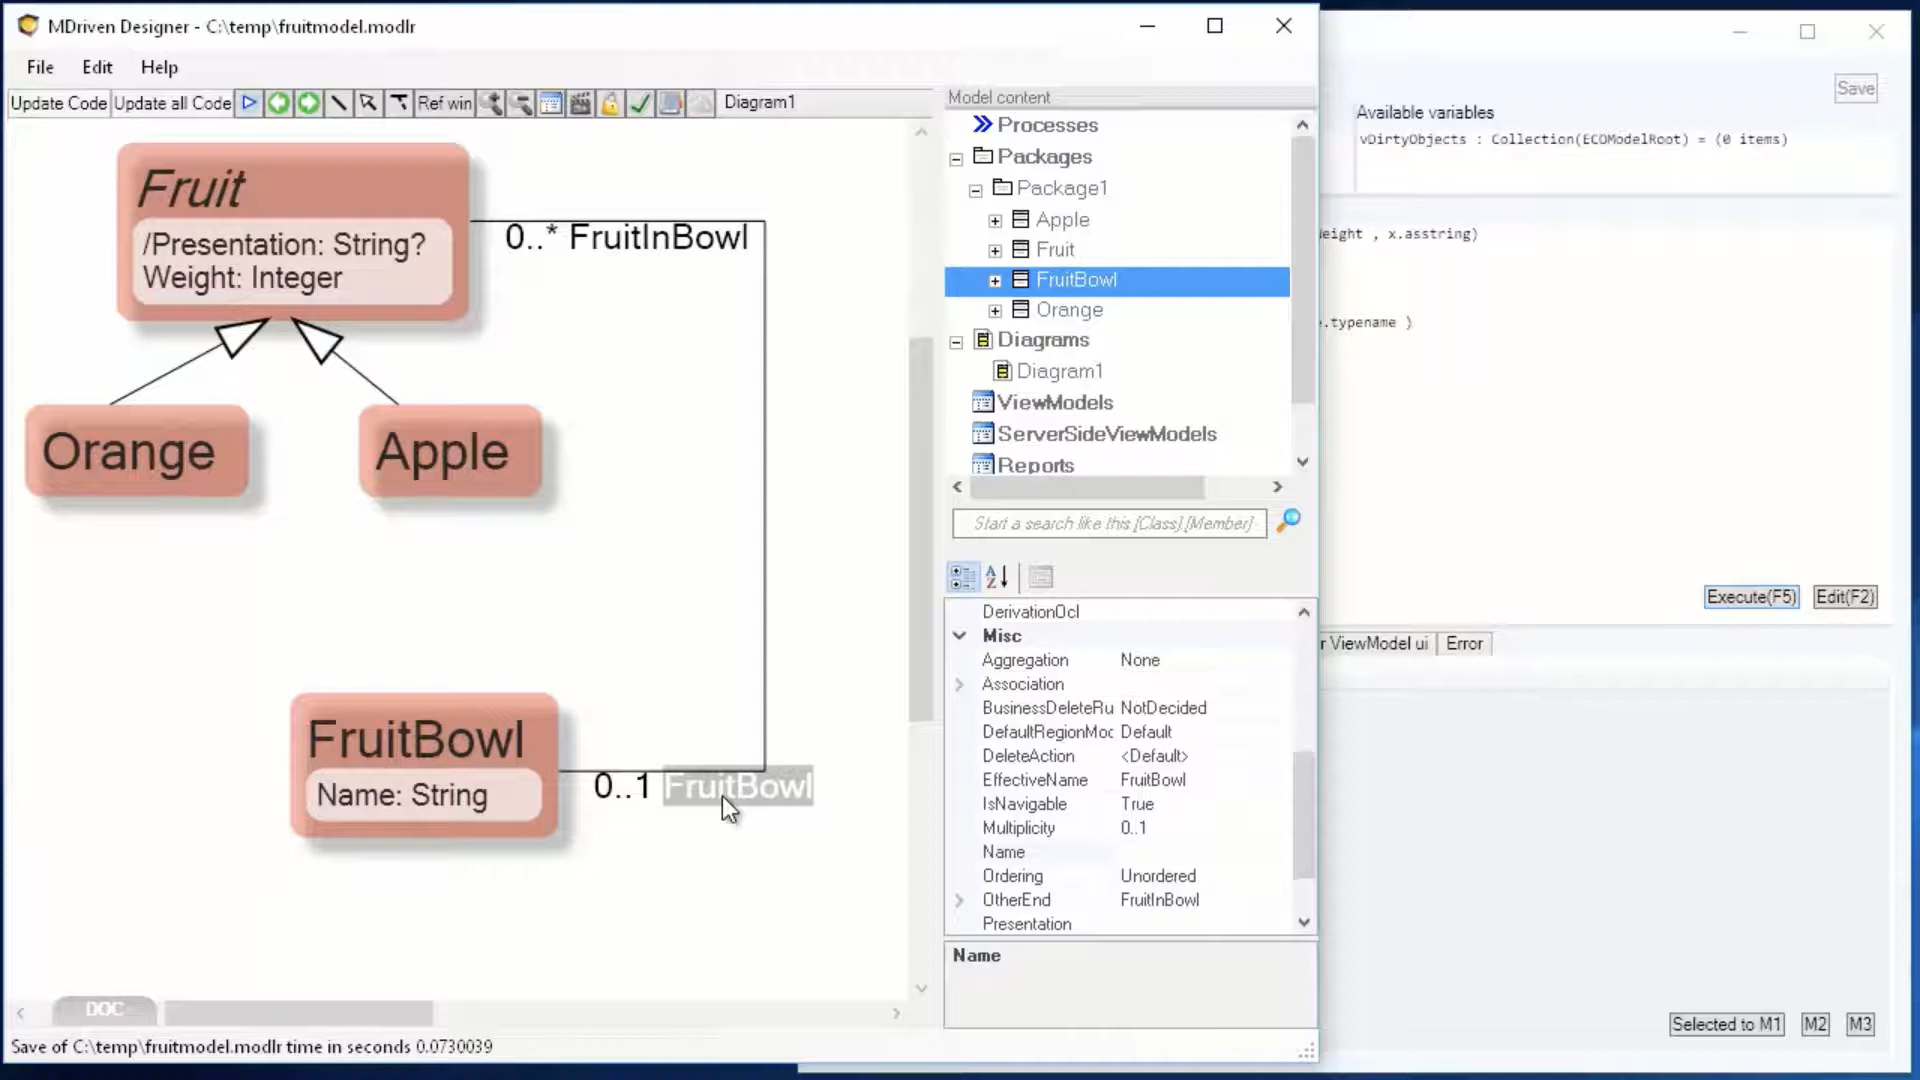 MDriven Designer - C:\temp\fruitmodel.modlr
File Edit Help
Update Code Update all Code Ref win Diagram1
Fruit
/Presentation: String?
Weight: Integer
0..* FruitInBowl
Orange
Apple
FruitBowl
Name: String
0..1 FruitBowl
DOC
Save of C:\temp\fruitmodel.modlr time in seconds 0.0730039
Model content
Processes
Packages
Package1
Apple
Fruit
FruitBowl
Orange
Diagrams
Diagram1
ViewModels
ServerSideViewModels
Reports
Start a search like this [Class].[Member]
DerivationOcl
Misc
Aggregation None
Association
BusinessDeleteRu NotDecided
DefaultRegionMoc Default
DeleteAction <Default>
EffectiveName FruitBowl
IsNavigable True
Multiplicity 0..1
Name
Ordering Unordered
OtherEnd FruitInBowl
Presentation
Name
Save
Available variables
vDirtyObjects : Collection(ECOModelRoot) = (0 items)
eight , x.asstring)
.typename )
Execute(F5) Edit(F2)
r ViewModel ui Error
Selected to M1 M2 M3